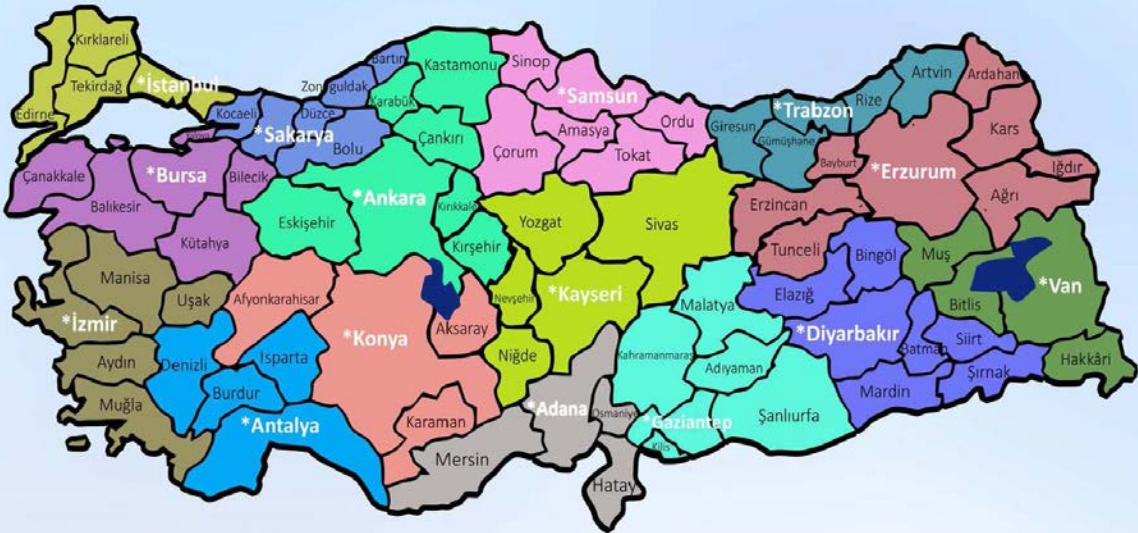 Kırklareli
Tekirdağ
Edirne
*İstanbul
Kocaeli
*Sakarya
Düzce
Bolu
Zonguldak
Bartın
Karabük
Kastamonu
Çankırı
Sinop
*Samsun
Amasya
Ordu
Çorum
Tokat
Giresun
Gümüşhane
*Trabzon
Rize
Artvin
Ardahan
Kars
Iğdır
Ağrı
*Erzurum
Bayburt
Erzincan
Tunceli
Çanakkale
Balıkesir
*Bursa
Bilecik
Kütahya
Eskişehir
*Ankara
Kırıkkale
Kırşehir
Yozgat
Sivas
*Kayseri
Nevşehir
Niğde
Manisa
Uşak
*İzmir
Aydın
Muğla
Afyonkarahisar
*Konya
Aksaray
Karaman
Denizli
Isparta
Burdur
*Antalya
Mersin
*Adana
Osmaniye
Hatay
Malatya
Kahramanmaraş
Adıyaman
*Gaziantep
Kilis
Şanlıurfa
Bingöl
Elazığ
*Diyarbakır
Batman
Siirt
Şırnak
Mardin
Muş
Bitlis
*Van
Hakkâri